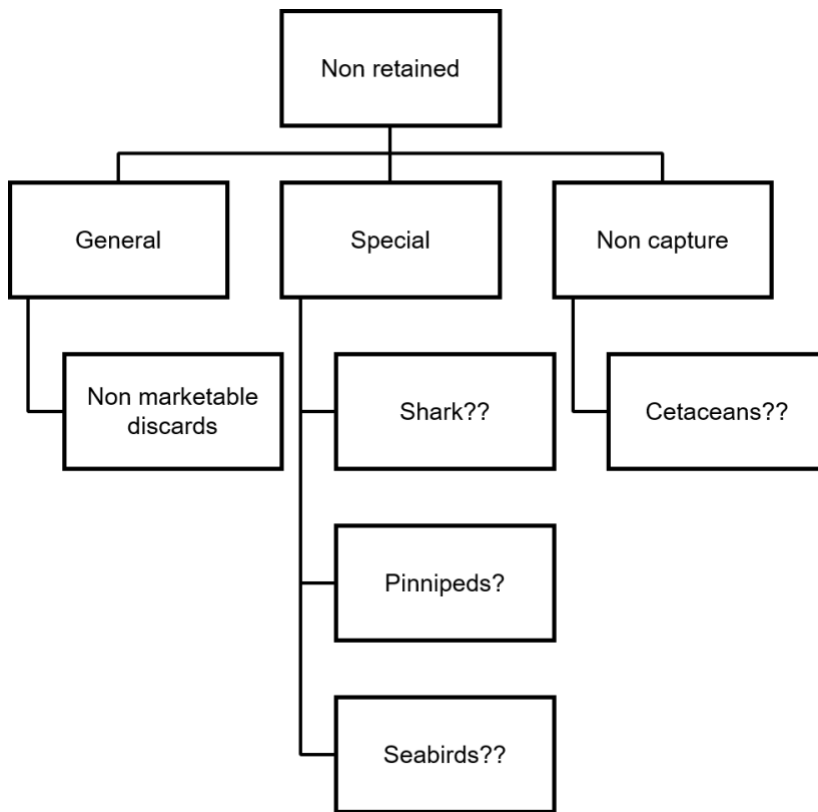 Non retained
General
Special
Non capture
Non marketable
discards
Shark??
Cetaceans??
Pinnipeds?
Seabirds??